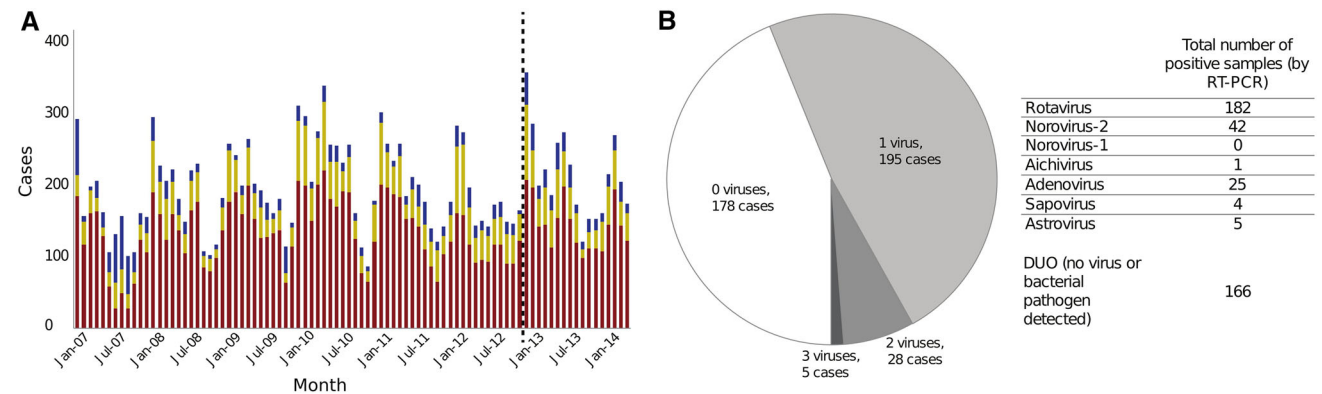 A
400
300
200
100
0
Cases
Jan-07
Jul-07
Jan-08
Jul-08
Jan-09
Jul-09
Jan-10
Jul-10
Jan-11
Jul-11
Jan-12
Jul-12
Jan-13
Jul-13
Jan-14
Month
B
0 viruses,
178 cases
1 virus,
195 cases
2 viruses,
28 cases
3 viruses,
5 cases
Total number of
positive samples (by
RT-PCR)
Rotavirus 182
Norovirus-2 42
Norovirus-1 0
Aichivirus 1
Adenovirus 25
Sapovirus 4
Astrovirus 5
DUO (no virus or
bacterial
pathogen 166
detected)